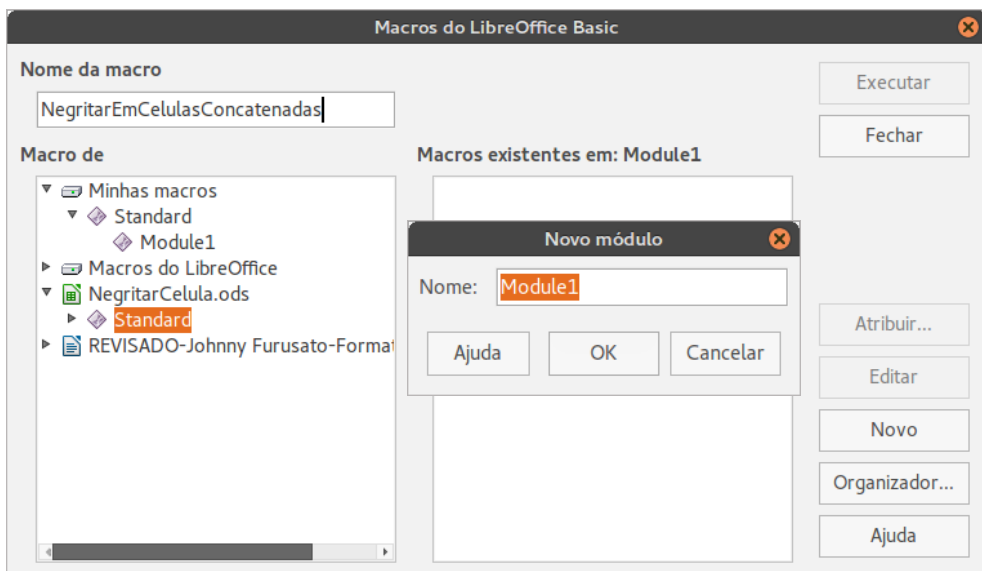 Macros do LibreOffice Basic
Nome da macro
NegritarEmCelulasConcatenadas
Executar
Fechar
Macro de
Macros existentes em: Module1
Minhas macros
Standard
Module1
Macros do LibreOffice
NegritarCelula.ods
Standard
REVISADO-Johnny Furusato-Format
Novo módulo
Nome: Module1
Ajuda OK Cancelar
Atribuir...
Editar
Novo
Organizador...
Ajuda